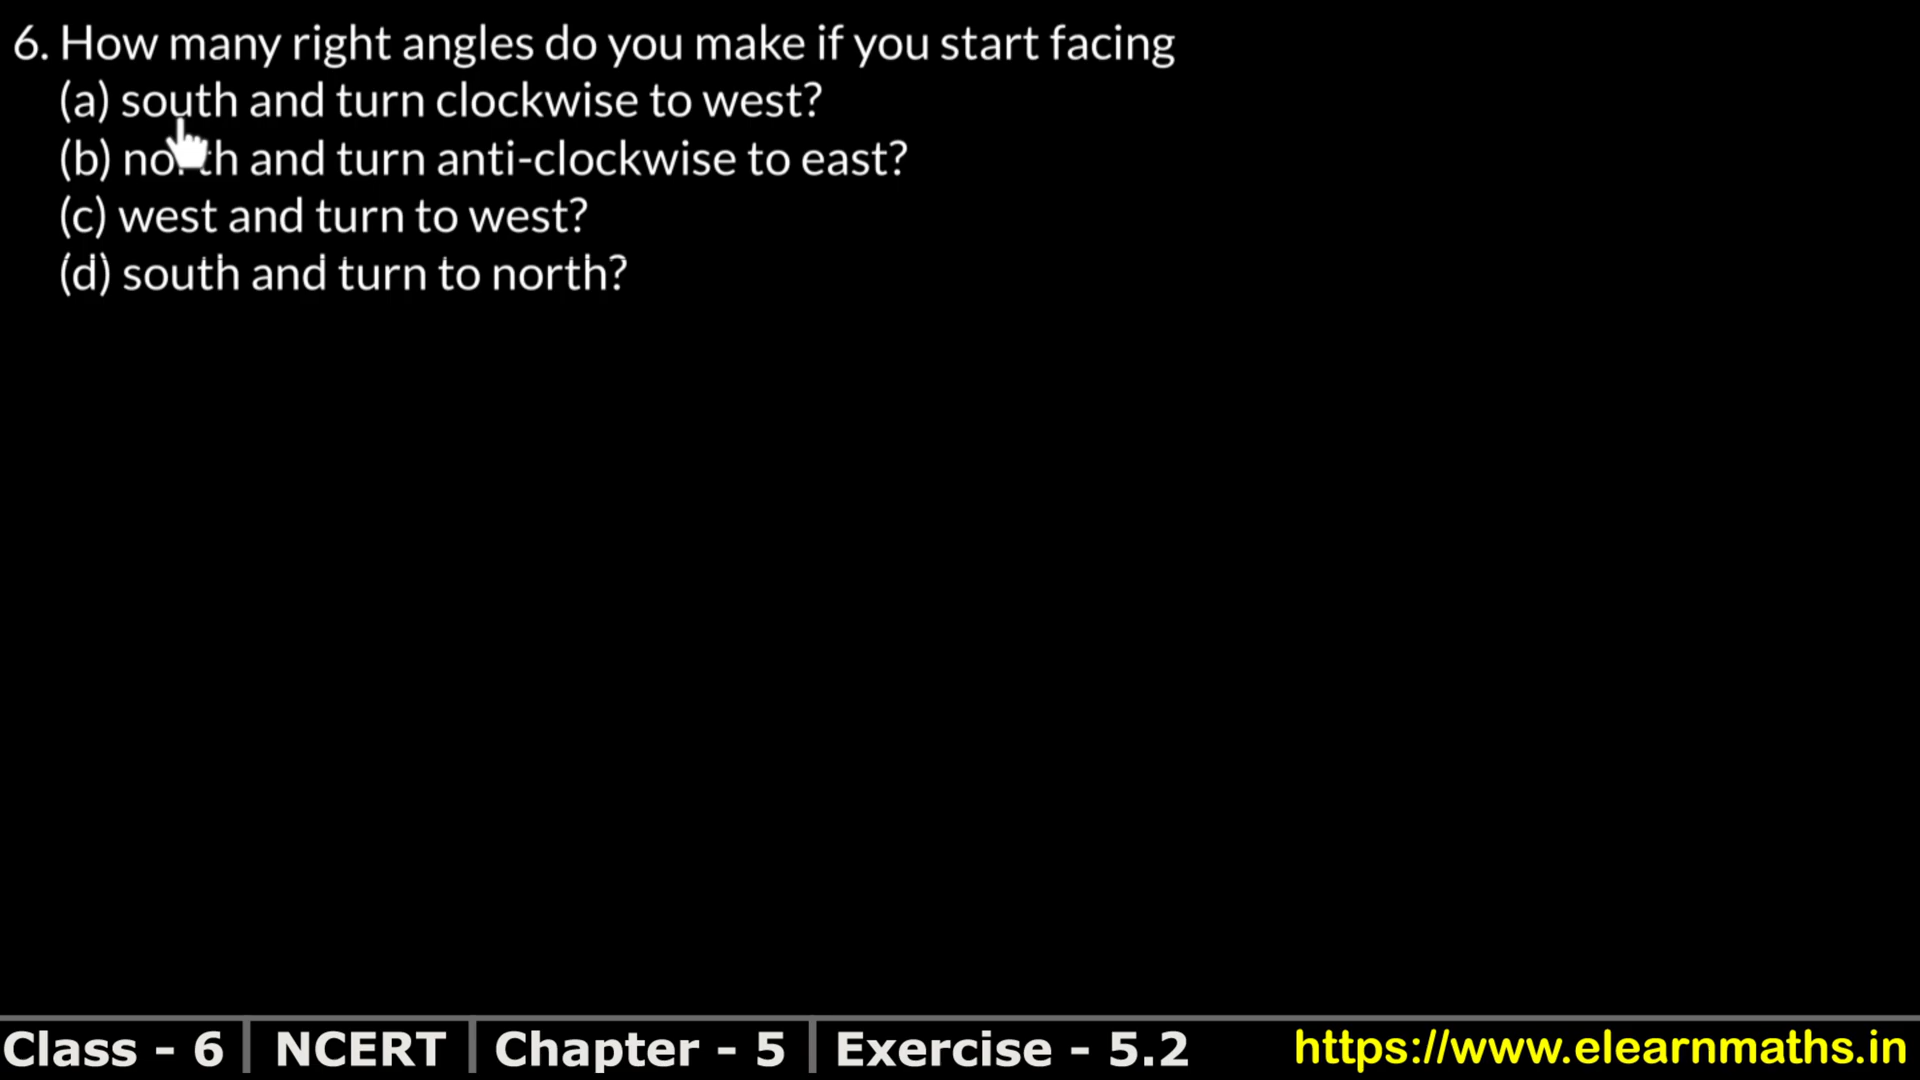 6. How many right angles do you make if you start facing
(a) south and turn clockwise to west?
(b) north and turn anti-clockwise to east?
(c) west and turn to west?
(d) south and turn to north?
Class - 6 | NCERT | Chapter - 5 | Exercise - 5.2 https://www.elearnmaths.in